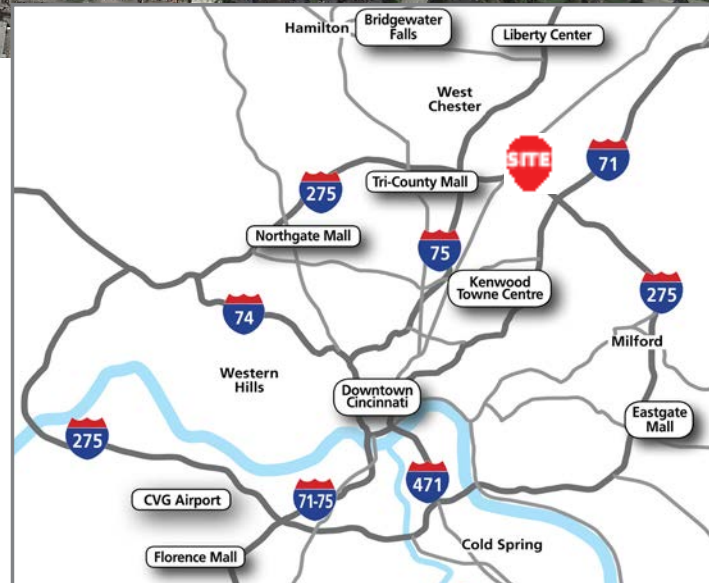 Hamilton
Bridgewater
Falls
Liberty Center
West
Chester
SITE
71
275
Tri-County Mall
Northgate Mall
75
Kenwood
Towne Centre
275
74
Milford
Western
Hills
Downtown
Cincinnati
Eastgate
Mall
275
CVG Airport
71-75
471
Cold Spring
Florence Mall